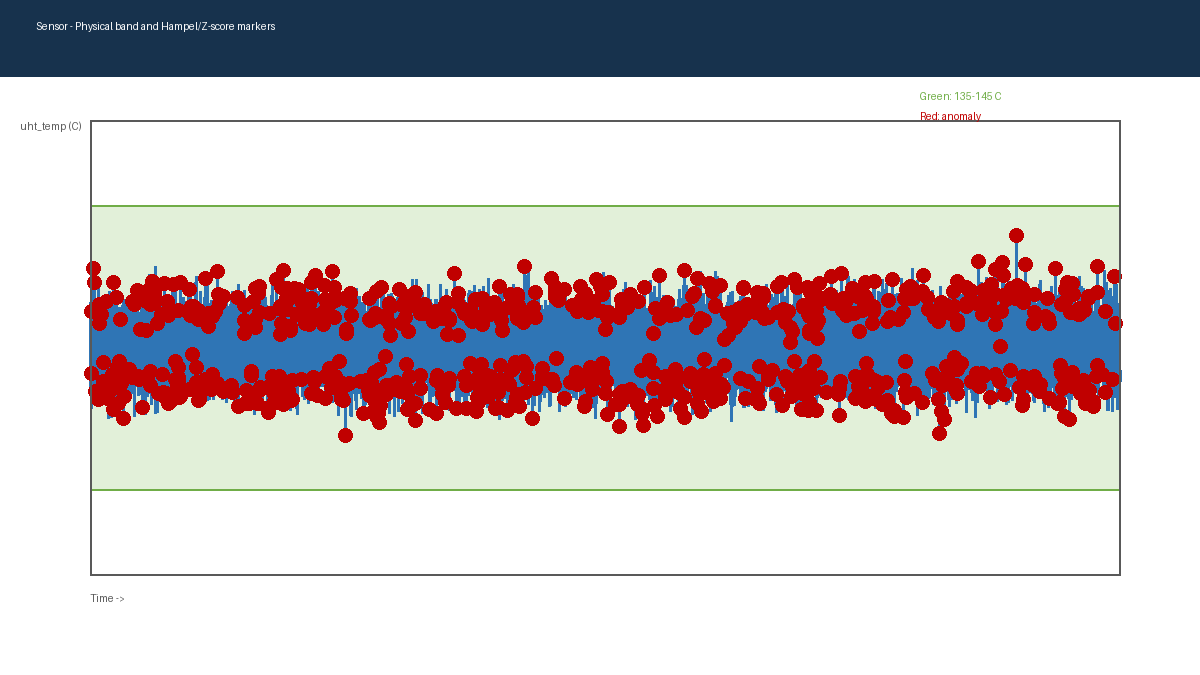 Sensor - Physical band and Hampel/Z-score markers
Green: 135-145 C
Red: anomaly
uht_temp (C)
Time ->